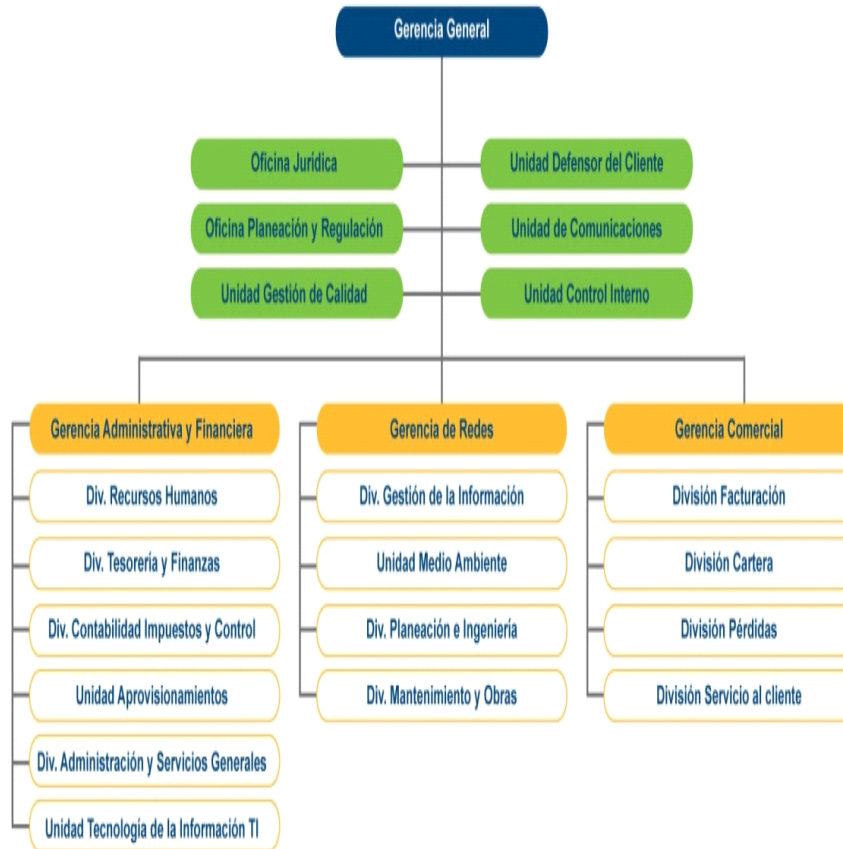 Gerencia General
Oficina Jurídica
Unidad Defensor del Cliente
Oficina Planeación y Regulación
Unidad de Comunicaciones
Unidad Gestión de Calidad
Unidad Control Interno
Gerencia Administrativa y Financiera
Div. Recursos Humanos
Div. Tesorería y Finanzas
Div. Contabilidad Impuestos y Control
Unidad Aprovisionamientos
Div. Administración y Servicios Generales
Unidad Tecnología de la Información TI
Gerencia de Redes
Div. Gestión de la Información
Unidad Medio Ambiente
Div. Planeación e Ingeniería
Div. Mantenimiento y Obras
Gerencia Comercial
División Facturación
División Cartera
División Pérdidas
División Servicio al cliente